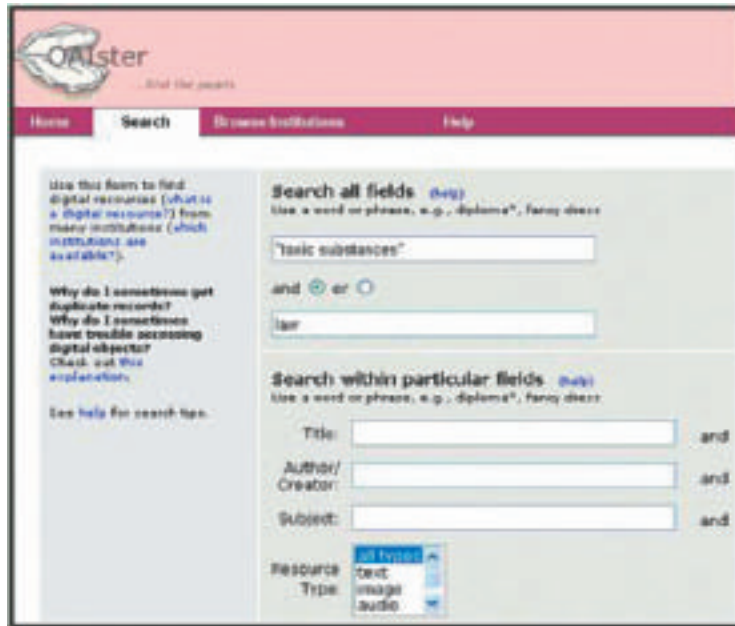 OAIster
...find the pearls
Home Search Browse Institutions Help
Use this form to find
digital resources (what is
a digital resource?) from
many institutions (which
institutions are
available?).
Why do I sometimes get
duplicate records?
Why do I sometimes
have trouble accessing
digital objects?
Check out this
explanation.
See help for search tips.
Search all fields (help)
Use a word or phrase, e.g., diploma*, fancy dress
"toxic substances"
and or
law
Search within particular fields (help)
Use a word or phrase, e.g., diploma*, fancy dress
Title: and
Author/
Creator: and
Subject: and
Resource
Type:
all types
text
image
audio